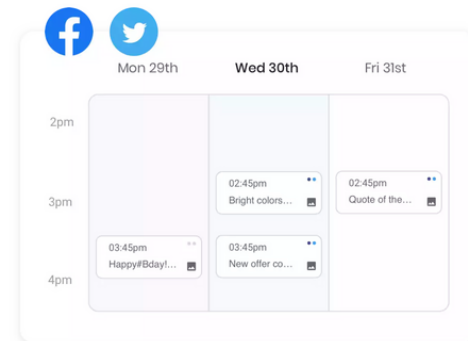 Mon 29th
Wed 30th
Fri 31st
2pm
02:45pm
Bright colors...
02:45pm
Quote of the...
3pm
03:45pm
Happy#Bday!...
03:45pm
New offer co...
4pm